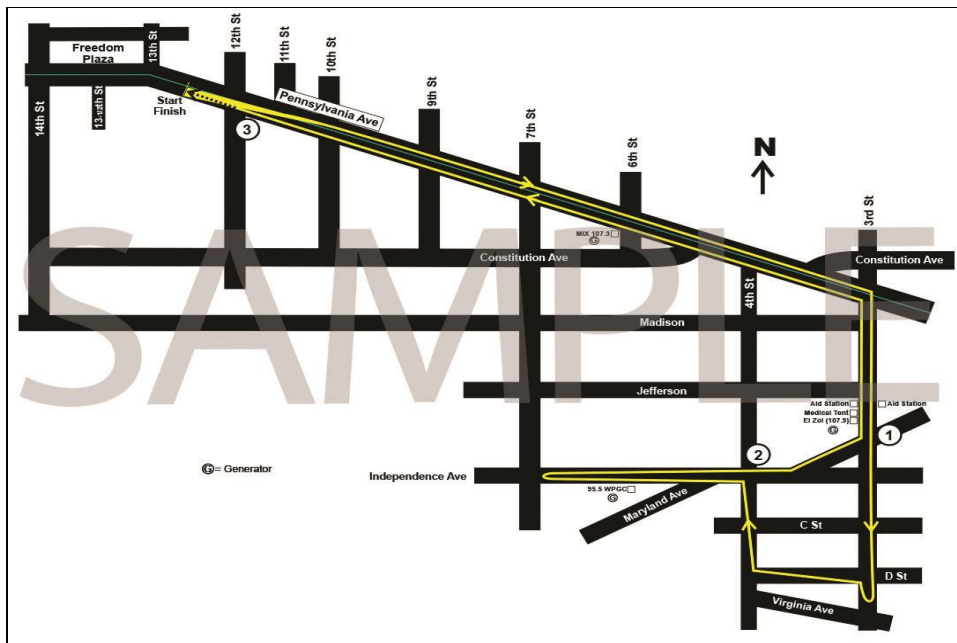 Freedom
Plaza
13th St
12th St
11th St
10th St
9th St
7th St
6th St
14th St
13-1/2th St
Start
Finish
Pennsylvania Ave
3
N
3rd St
MIX 107.3
G
Constitution Ave
Constitution Ave
SAMPLE
4th St
Madison
Jefferson
Aid Station
Aid Station
Medical Tent
El Zol (107.9)
G
1
2
G = Generator
Independence Ave
95.5 WPGC
G
Maryland Ave
C St
D St
Virginia Ave